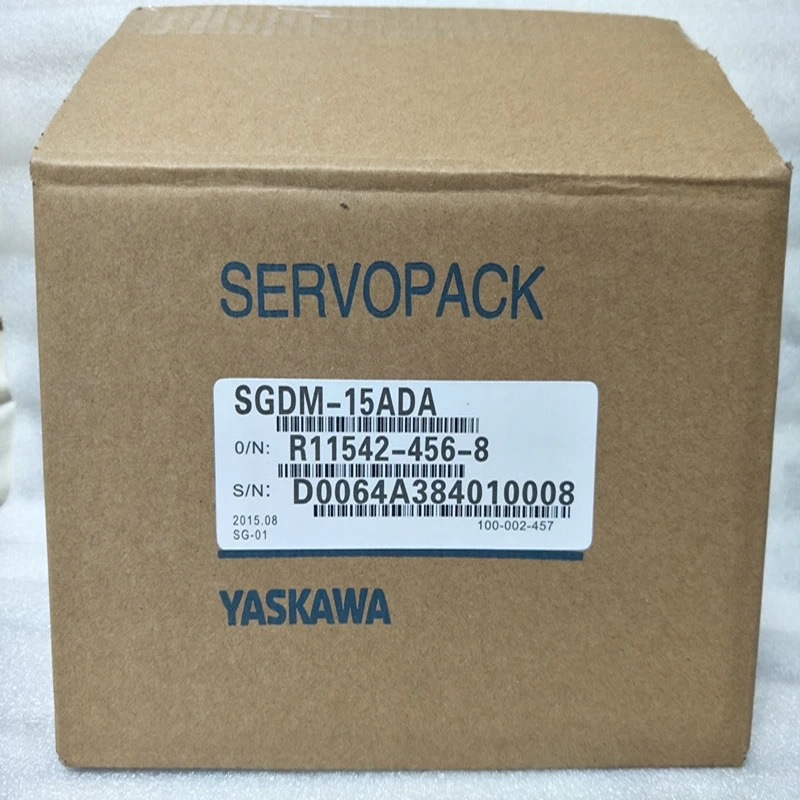 SERVOPACK
SGDM-15ADA
O/N: R11542-456-8
S/N: D0064A384010008
2015.08 100-002-457
SG-01
YASKAWA